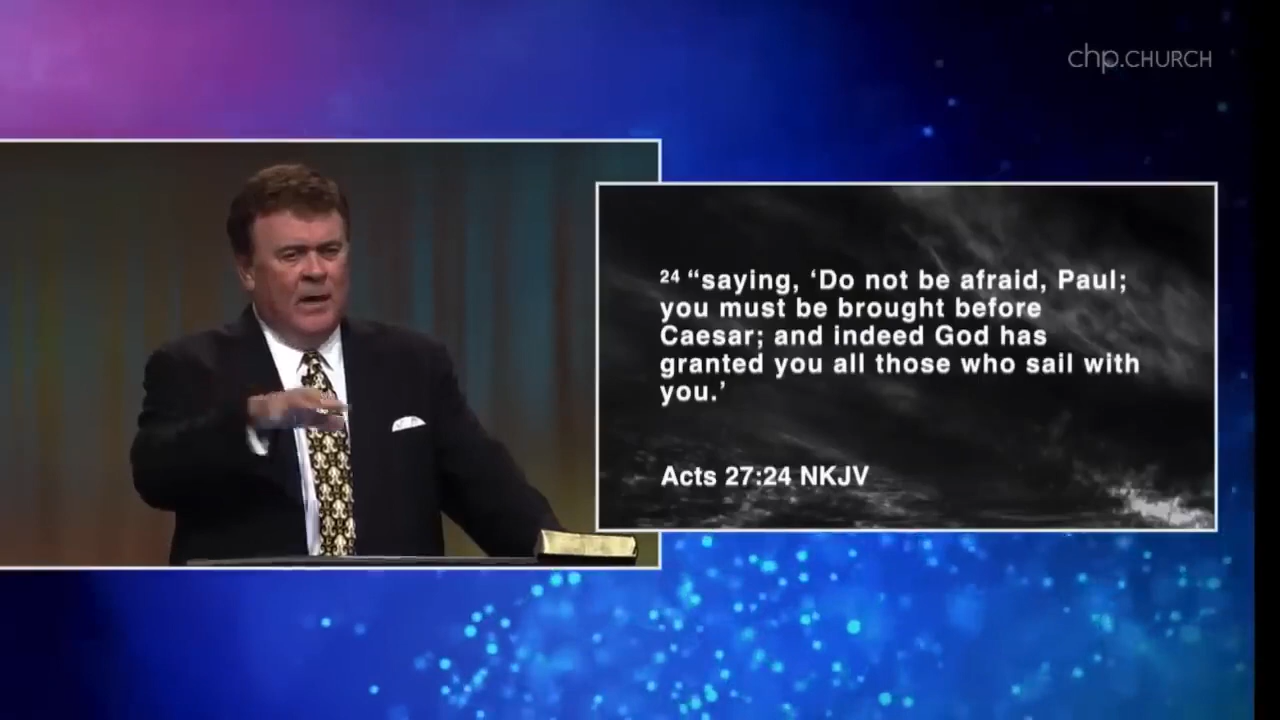 chp.CHURCH
24 “saying, ‘Do not be afraid, Paul;
you must be brought before
Caesar; and indeed God has
granted you all those who sail with
you.’
Acts 27:24 NKJV